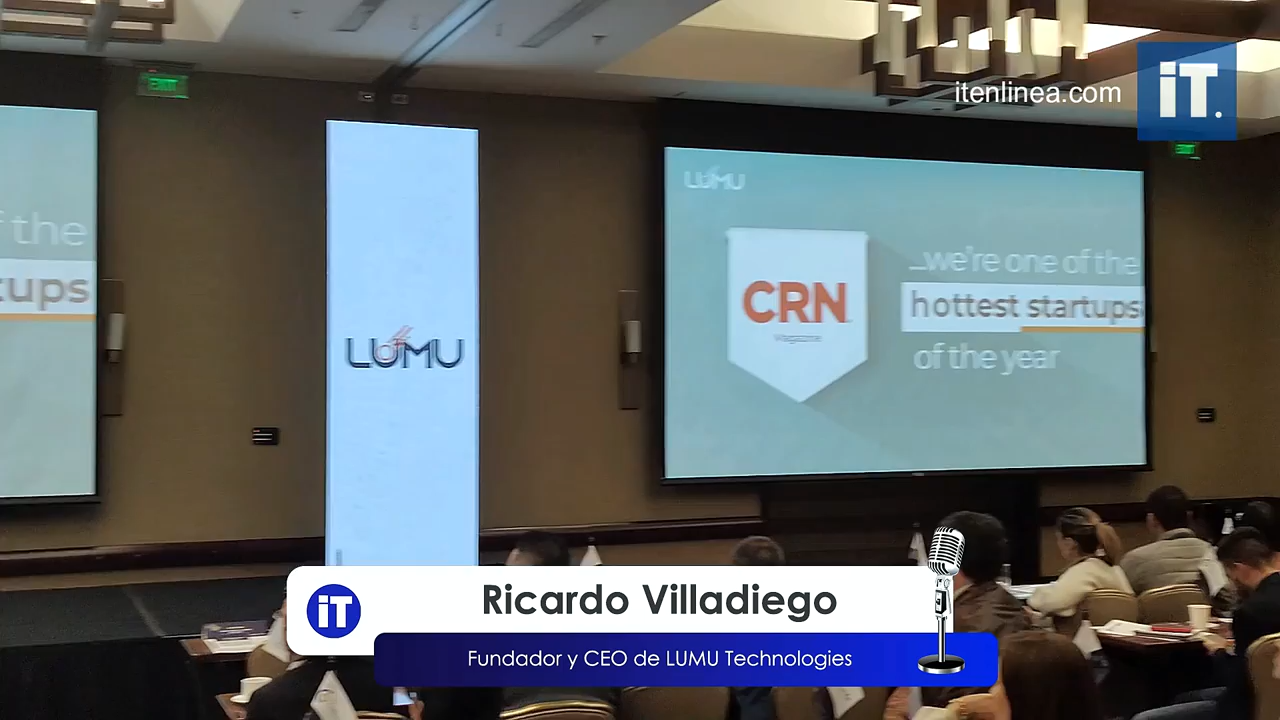 EXIT
itenlinea.com
iT.
EXIT
f the
tups
LUMU
LUMU
CRN
Magazine
...we're one of the
hottest startups
of the year
iT
Ricardo Villadiego
Fundador y CEO de LUMU Technologies